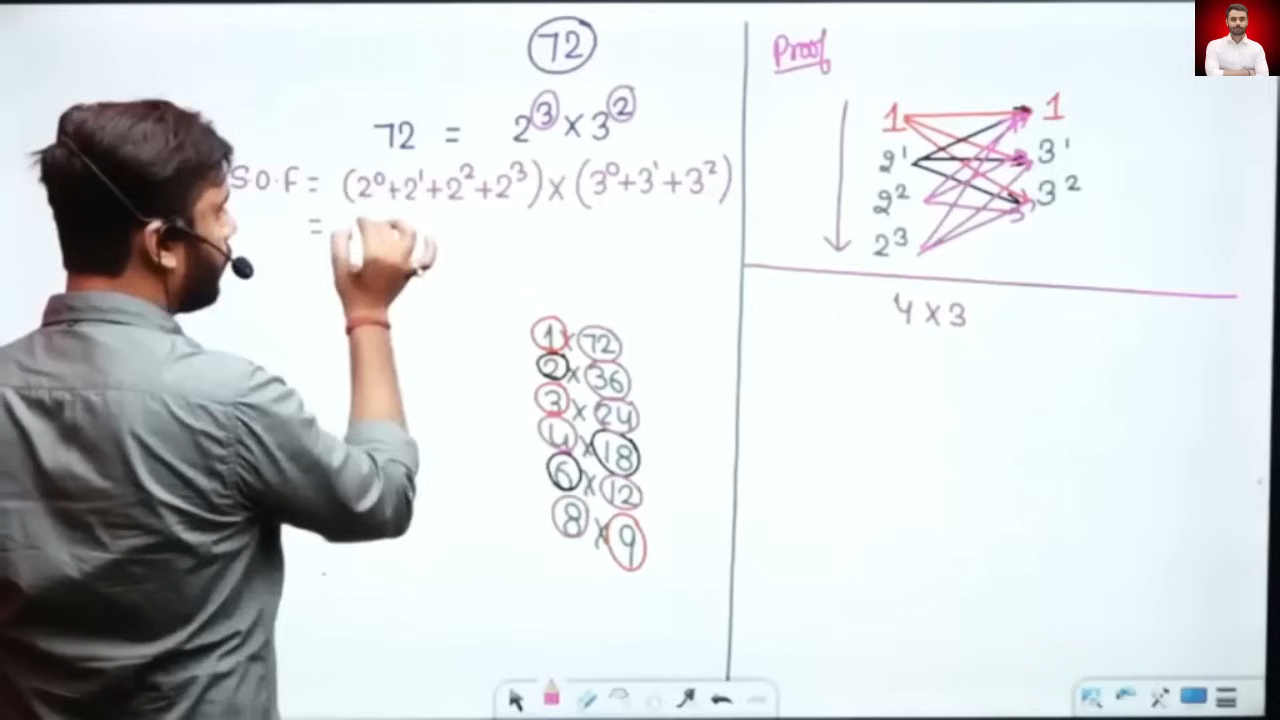 72
72 = 2³ × 3²
S.O.F = (2⁰+2¹+2²+2³) × (3⁰+3¹+3²)
=
1 × 72
2 × 36
3 × 24
4 × 18
6 × 12
8 × 9
Proof
1 1
2¹ 3¹
2² 3²
2³
4 × 3